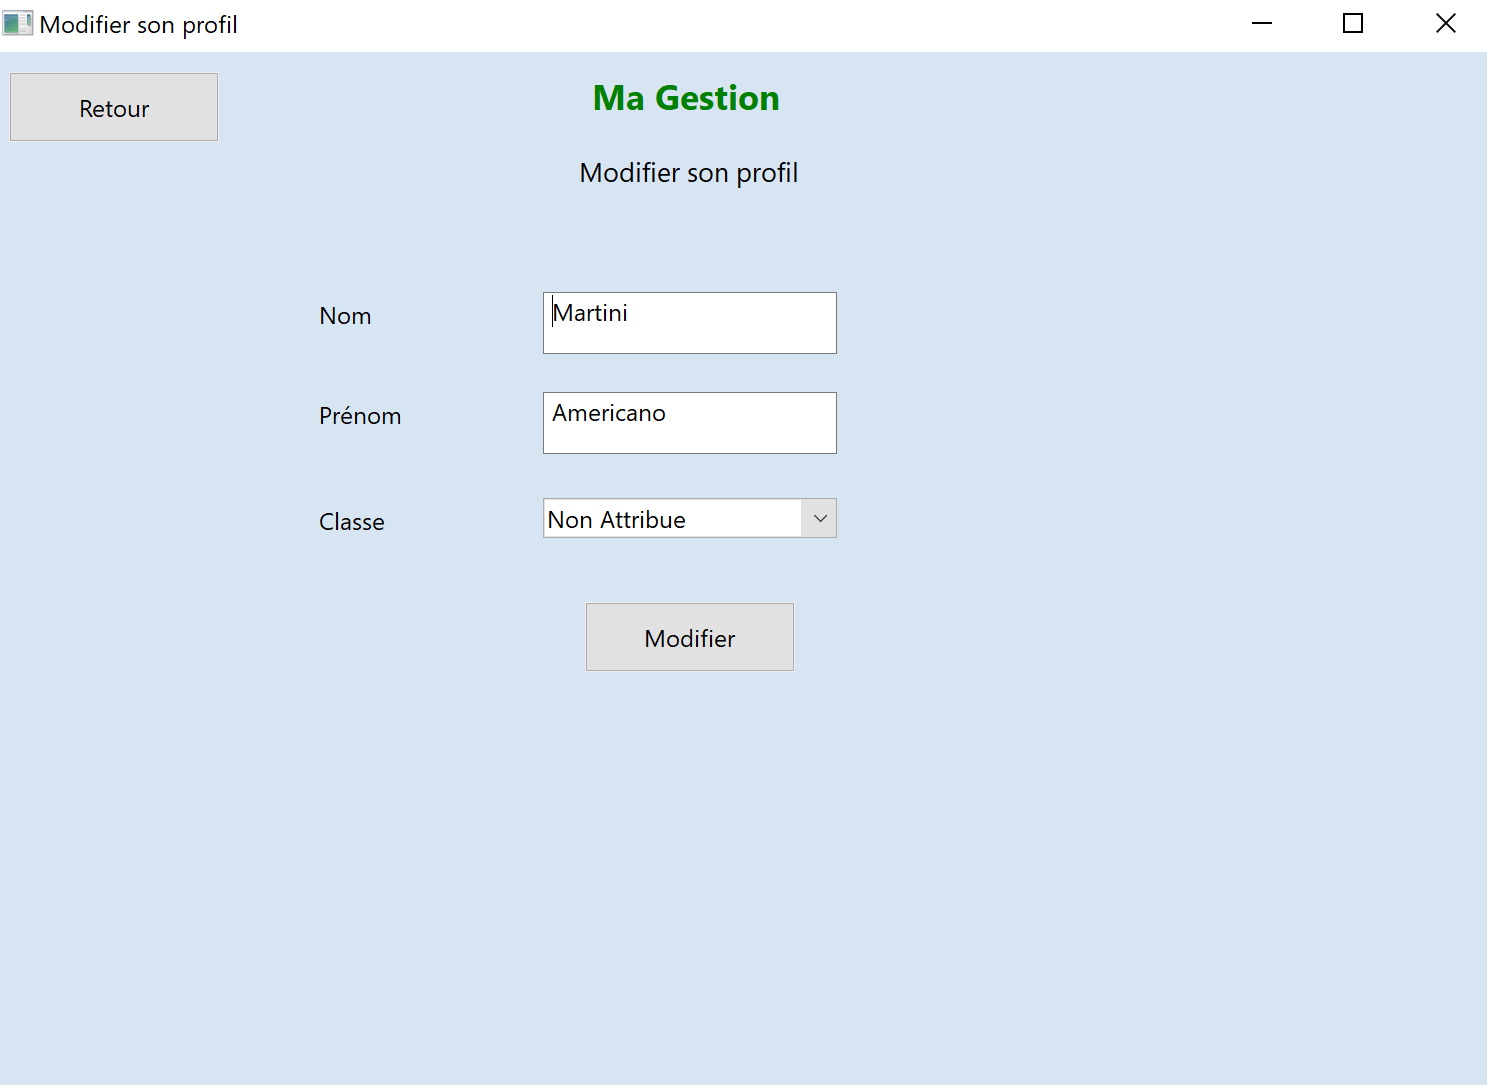 Modifier son profil
Retour
Ma Gestion
Modifier son profil
Nom
Martini
Prénom
Americano
Classe
Non Attribue
Modifier